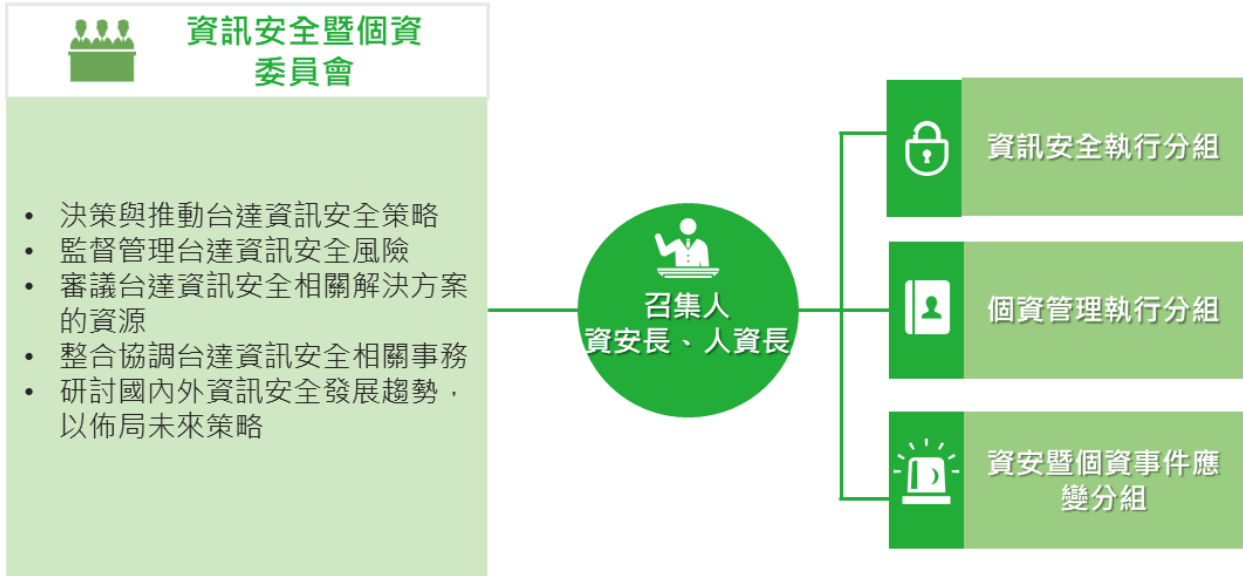 資訊安全暨個資
委員會
• 決策與推動台達資訊安全策略
• 監督管理台達資訊安全風險
• 審議台達資訊安全相關解決方案
的資源
• 整合協調台達資訊安全相關事務
• 研討國內外資訊安全發展趨勢，
以佈局未來策略
召集人
資安長、人資長
資訊安全執行分組
個資管理執行分組
資安暨個資事件應
變分組